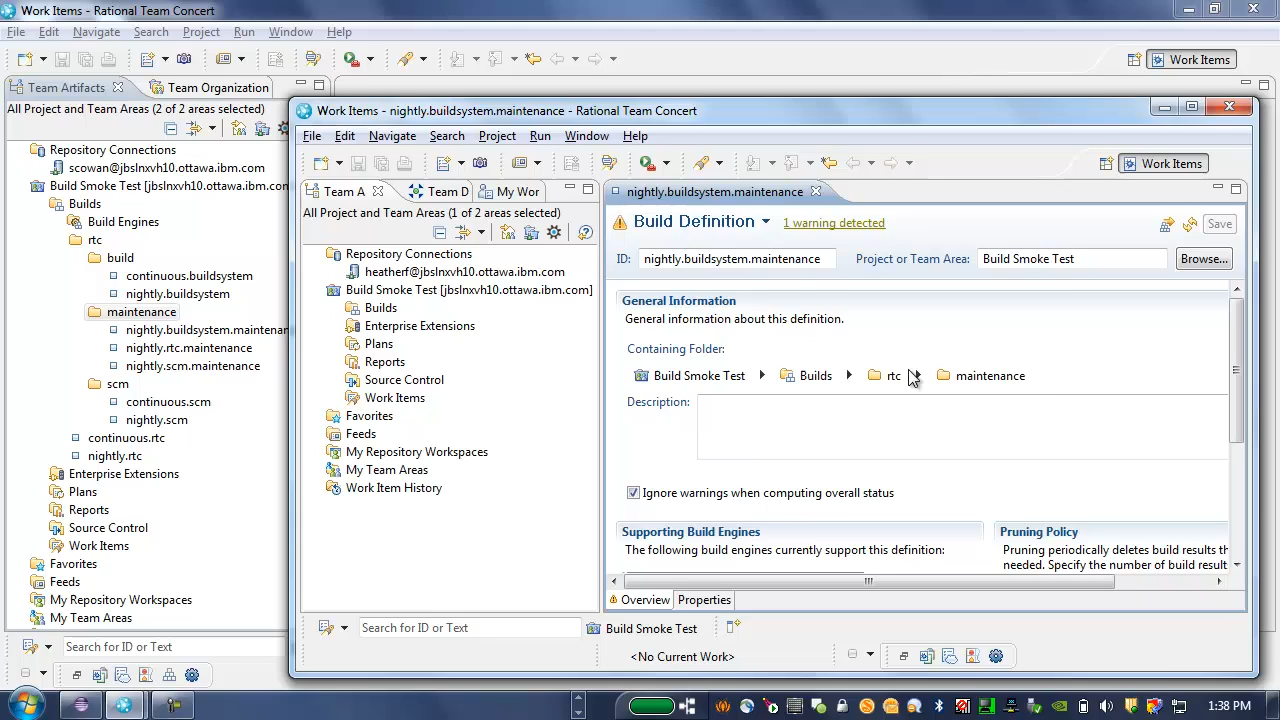 Work Items - Rational Team Concert
File Edit Navigate Search Project Run Window Help
Work Items
Team Artifacts
Team Organization
All Project and Team Areas (2 of 2 areas selected)
Repository Connections
scowan@jbslnxvh10.ottawa.ibm.com
Build Smoke Test [jbslnxvh10.ottawa.ibm.con
Builds
Build Engines
rtc
build
continuous.buildsystem
nightly.buildsystem
maintenance
nightly.buildsystem.maintenan
nightly.rtc.maintenance
nightly.scm.maintenance
scm
continuous.scm
nightly.scm
continuous.rtc
nightly.rtc
Enterprise Extensions
Plans
Reports
Source Control
Work Items
Favorites
Feeds
My Repository Workspaces
My Team Areas
Search for ID or Text
Work Items - nightly.buildsystem.maintenance - Rational Team Concert
File Edit Navigate Search Project Run Window Help
Work Items
Team A
Team D
My Wor
All Project and Team Areas (1 of 2 areas selected)
Repository Connections
heatherf@jbslnxvh10.ottawa.ibm.com
Build Smoke Test [jbslnxvh10.ottawa.ibm.com]
Builds
Enterprise Extensions
Plans
Reports
Source Control
Work Items
Favorites
Feeds
My Repository Workspaces
My Team Areas
Work Item History
nightly.buildsystem.maintenance
Build Definition
1 warning detected
Save
ID: nightly.buildsystem.maintenance
Project or Team Area: Build Smoke Test
Browse...
General Information
General information about this definition.
Containing Folder:
Build Smoke Test Builds rtc maintenance
Description:
Ignore warnings when computing overall status
Supporting Build Engines
The following build engines currently support this definition:
Pruning Policy
Pruning periodically deletes build results th
needed. Specify the number of build result
Overview Properties
Search for ID or Text
Build Smoke Test
<No Current Work>
1:38 PM